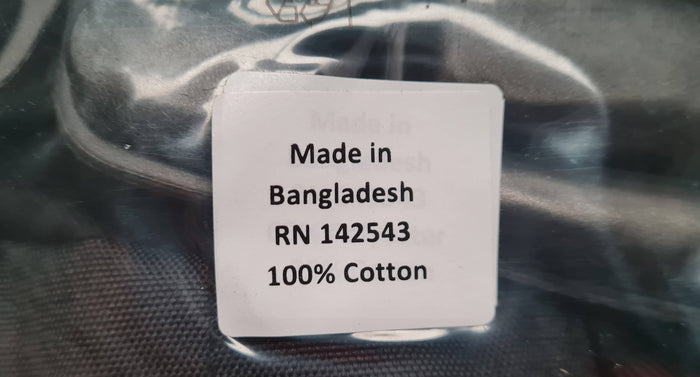 Made in
Bangladesh
RN 142543
100% Cotton